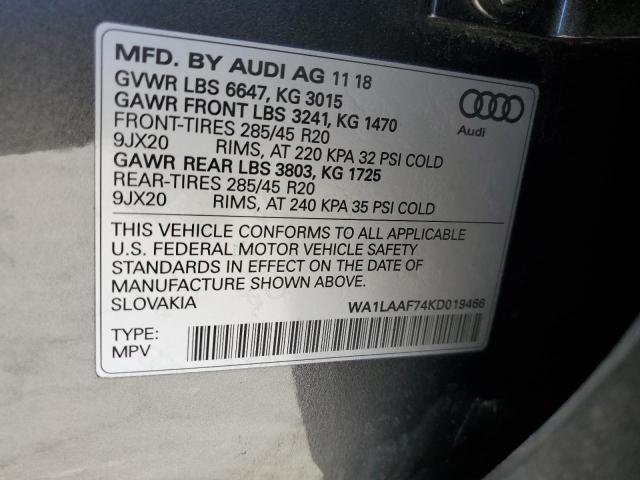 MFD. BY AUDI AG 11 18
GVWR LBS 6647, KG 3015
GAWR FRONT LBS 3241, KG 1470
FRONT-TIRES 285/45 R20
9JX20 RIMS, AT 220 KPA 32 PSI COLD
GAWR REAR LBS 3803, KG 1725
REAR-TIRES 285/45 R20
9JX20 RIMS, AT 240 KPA 35 PSI COLD
Audi
THIS VEHICLE CONFORMS TO ALL APPLICABLE
U.S. FEDERAL MOTOR VEHICLE SAFETY
STANDARDS IN EFFECT ON THE DATE OF
MANUFACTURE SHOWN ABOVE.
SLOVAKIA WA1LAAF74KD019466
TYPE:
MPV